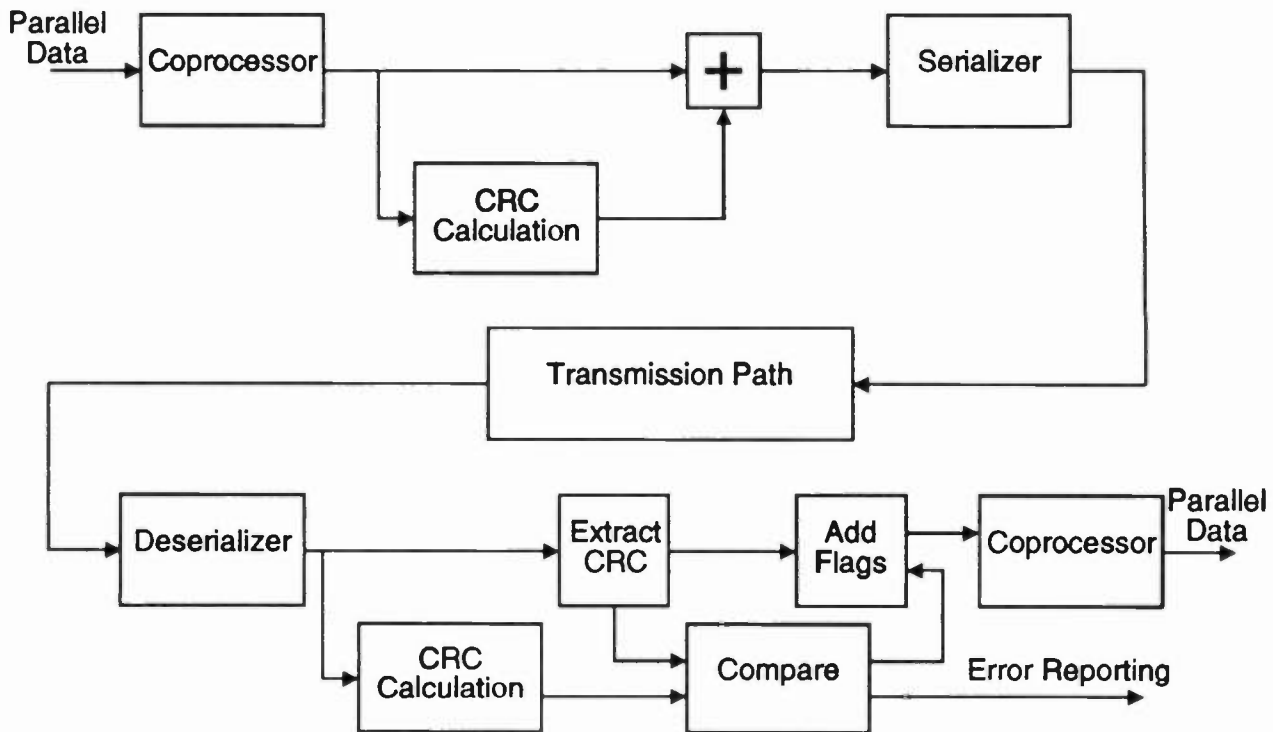 Parallel
Data
Coprocessor
+
Serializer
CRC
Calculation
Transmission Path
Deserializer
Extract
CRC
Add
Flags
Coprocessor
Parallel
Data
CRC
Calculation
Compare
Error Reporting